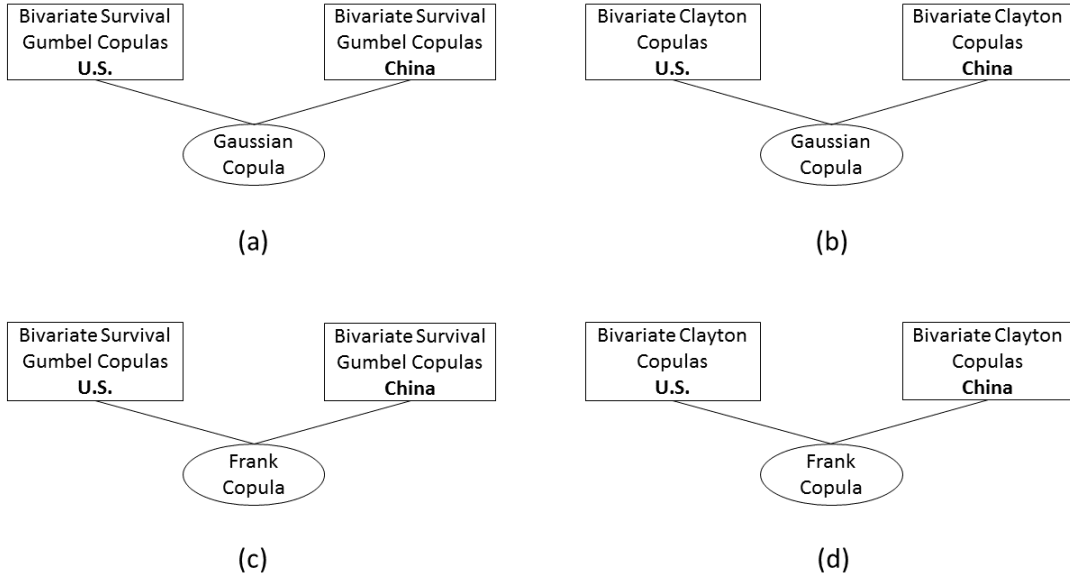 Bivariate Survival
Gumbel Copulas
U.S.
Bivariate Survival
Gumbel Copulas
China
Gaussian
Copula
(a)
Bivariate Clayton
Copulas
U.S.
Bivariate Clayton
Copulas
China
Gaussian
Copula
(b)
Bivariate Survival
Gumbel Copulas
U.S.
Bivariate Survival
Gumbel Copulas
China
Frank
Copula
(c)
Bivariate Clayton
Copulas
U.S.
Bivariate Clayton
Copulas
China
Frank
Copula
(d)